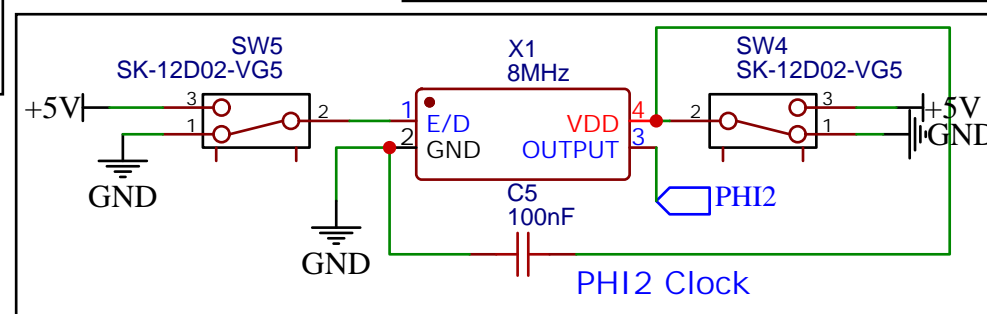 SW5
SK-12D02-VG5
X1
8MHz
SW4
SK-12D02-VG5
+5V
3
1
2
GND
1
E/D
VDD
4
2
GND
OUTPUT
3
2
3
+5V
1
GND
PHI2
GND
C5
100nF
PHI2 Clock